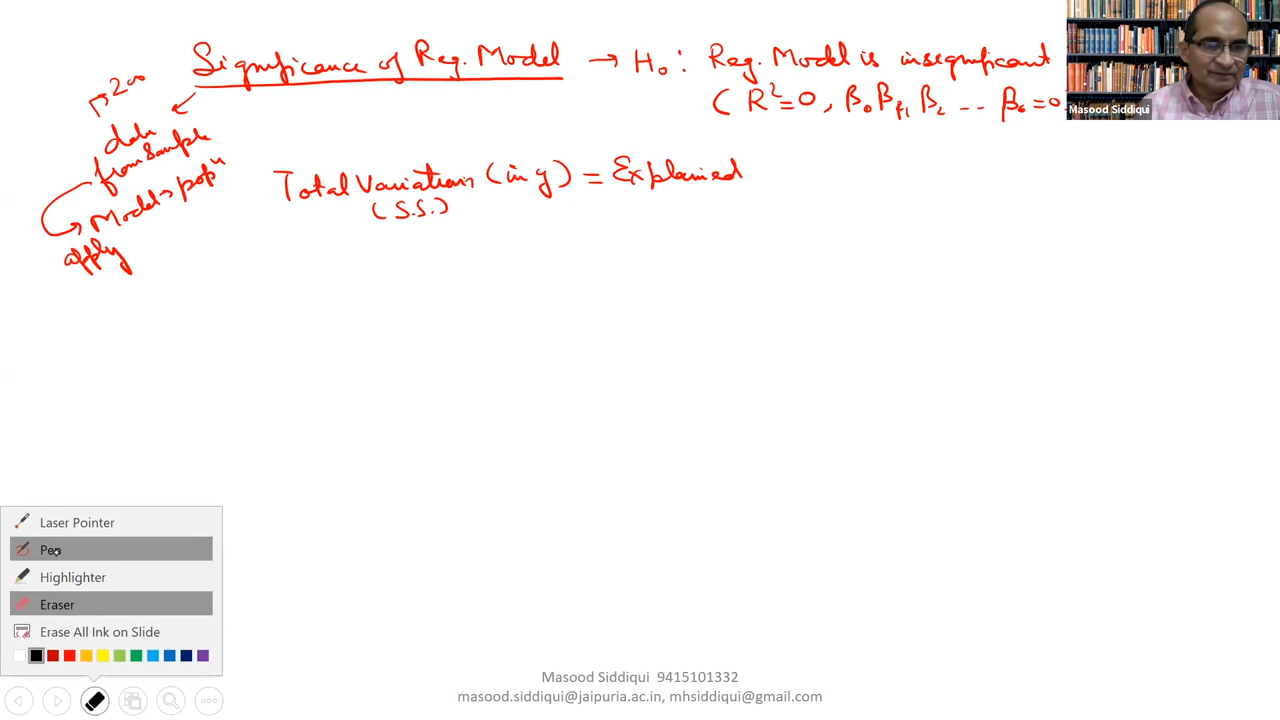 Significance of Reg. Model → H₀ : Reg. Model is insignificant
( R²=0, β₀ β₁ β₂ -- β₆ =0
Masood Siddiqui
→ 200
data
from Sample
Model → popⁿ
apply
Total Variation (in y) = Explained
(S.S.)
Laser Pointer
Pen
Highlighter
Eraser
Erase All Ink on Slide
Masood Siddiqui 9415101332
masood.siddiqui@jaipuria.ac.in, mhsiddiqui@gmail.com